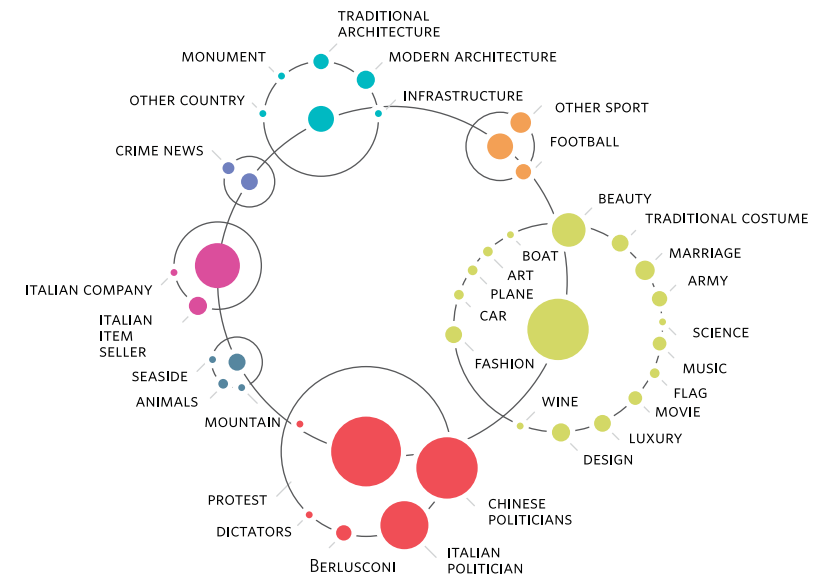 TRADITIONAL
ARCHITECTURE
MONUMENT
MODERN ARCHITECTURE
OTHER COUNTRY
INFRASTRUCTURE
OTHER SPORT
CRIME NEWS
FOOTBALL
BEAUTY
TRADITIONAL COSTUME
BOAT
MARRIAGE
ART
ARMY
PLANE
ITALIAN COMPANY
CAR
ITALIAN
ITEM
SELLER
SCIENCE
FASHION
MUSIC
SEASIDE
FLAG
ANIMALS
WINE
MOVIE
MOUNTAIN
LUXURY
DESIGN
PROTEST
CHINESE
POLITICIANS
DICTATORS
BERLUSCONI
ITALIAN
POLITICIAN